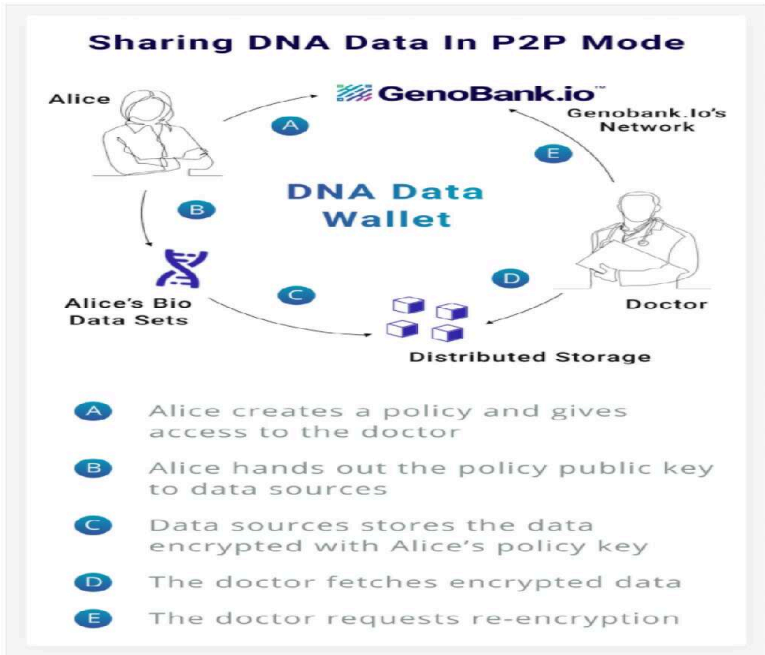 Sharing DNA Data In P2P Mode
Alice
GenoBank.io™
Genobank.Io's
Network
A
E
B
DNA Data
Wallet
D
C
Alice's Bio
Data Sets
Doctor
Distributed Storage
A Alice creates a policy and gives
access to the doctor
B Alice hands out the policy public key
to data sources
C Data sources stores the data
encrypted with Alice's policy key
D The doctor fetches encrypted data
E The doctor requests re-encryption